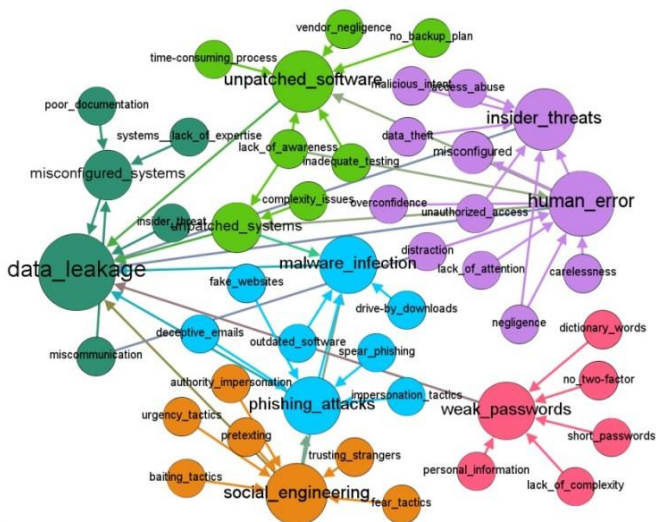 vendor_negligence
no_backup_plan
time-consuming_process
unpatched_software
malicious_intent
access_abuse
poor_documentation
insider_threats
systems__lack_of_expertise
data_theft
lack_of_awareness
misconfigured
inadequate_testing
misconfigured_systems
complexity_issues
overconfidence
human_error
insider_threat
unpatched_systems
unauthorized_access
distraction
data_leakage
malware_infection
lack_of_attention
carelessness
fake_websites
drive-by_downloads
negligence
deceptive_emails
outdated_software
dictionary_words
miscommunication
spear_phishing
authority_impersonation
impersonation_tactics
no_two-factor
phishing_attacks
weak_passwords
urgency_tactics
pretexting
short_passwords
trusting_strangers
personal_information
baiting_tactics
lack_of_complexity
social_engineering
fear_tactics